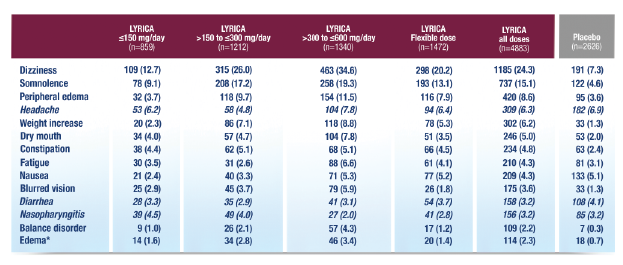 LYRICA ≤150 mg/day (n=859) LYRICA >150 to ≤300 mg/day (n=1212) LYRICA >300 to ≤600 mg/day (n=1340) LYRICA Flexible dose (n=1472) LYRICA all doses (n=4883) Placebo (n=2626)
Dizziness 109 (12.7) 315 (26.0) 463 (34.6) 298 (20.2) 1185 (24.3) 191 (7.3)
Somnolence 78 (9.1) 208 (17.2) 258 (19.3) 193 (13.1) 737 (15.1) 122 (4.6)
Peripheral edema 32 (3.7) 118 (9.7) 154 (11.5) 116 (7.9) 420 (8.6) 95 (3.6)
Headache 53 (6.2) 58 (4.8) 104 (7.8) 94 (6.4) 309 (6.3) 182 (6.9)
Weight increase 20 (2.3) 86 (7.1) 118 (8.8) 78 (5.3) 302 (6.2) 33 (1.3)
Dry mouth 34 (4.0) 57 (4.7) 104 (7.8) 51 (3.5) 246 (5.0) 53 (2.0)
Constipation 38 (4.4) 62 (5.1) 68 (5.1) 66 (4.5) 234 (4.8) 63 (2.4)
Fatigue 30 (3.5) 31 (2.6) 88 (6.6) 61 (4.1) 210 (4.3) 81 (3.1)
Nausea 21 (2.4) 40 (3.3) 71 (5.3) 77 (5.2) 209 (4.3) 133 (5.1)
Blurred vision 25 (2.9) 45 (3.7) 79 (5.9) 26 (1.8) 175 (3.6) 33 (1.3)
Diarrhea 28 (3.3) 35 (2.9) 41 (3.1) 54 (3.7) 158 (3.2) 108 (4.1)
Nasopharyngitis 39 (4.5) 49 (4.0) 27 (2.0) 41 (2.8) 156 (3.2) 85 (3.2)
Balance disorder 9 (1.0) 26 (2.1) 57 (4.3) 17 (1.2) 109 (2.2) 7 (0.3)
Edema* 14 (1.6) 34 (2.8) 46 (3.4) 20 (1.4) 114 (2.3) 18 (0.7)